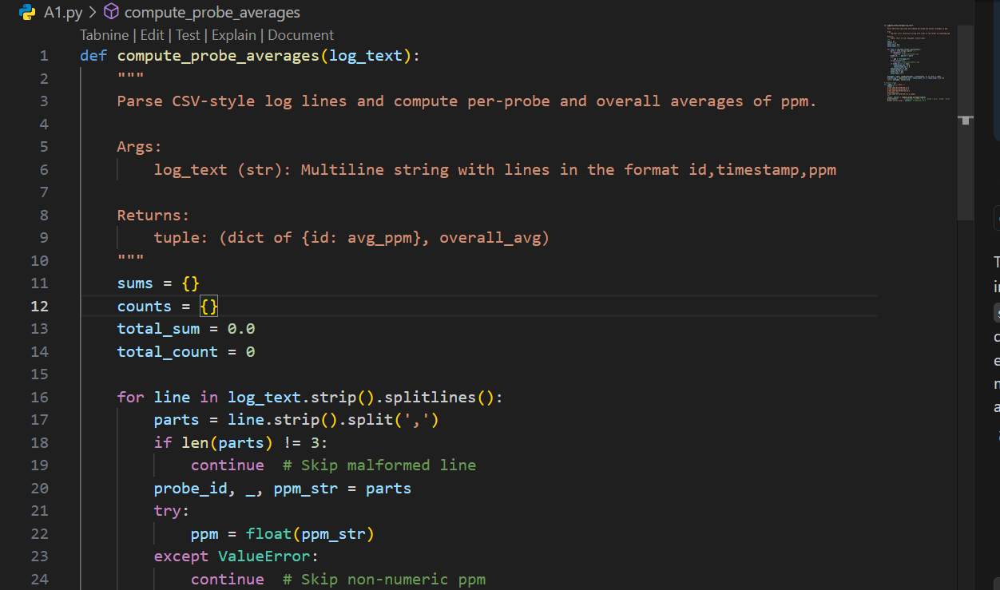 A1.py > compute_probe_averages
Tabnine | Edit | Test | Explain | Document
1 def compute_probe_averages(log_text):
2     """
3     Parse CSV-style log lines and compute per-probe and overall averages of ppm.
4
5     Args:
6         log_text (str): Multiline string with lines in the format id,timestamp,ppm
7
8     Returns:
9         tuple: (dict of {id: avg_ppm}, overall_avg)
10     """
11     sums = {}
12     counts = {}
13     total_sum = 0.0
14     total_count = 0
15
16     for line in log_text.strip().splitlines():
17         parts = line.strip().split(',')
18         if len(parts) != 3:
19             continue  # Skip malformed line
20         probe_id, _, ppm_str = parts
21         try:
22             ppm = float(ppm_str)
23         except ValueError:
24             continue  # Skip non-numeric ppm